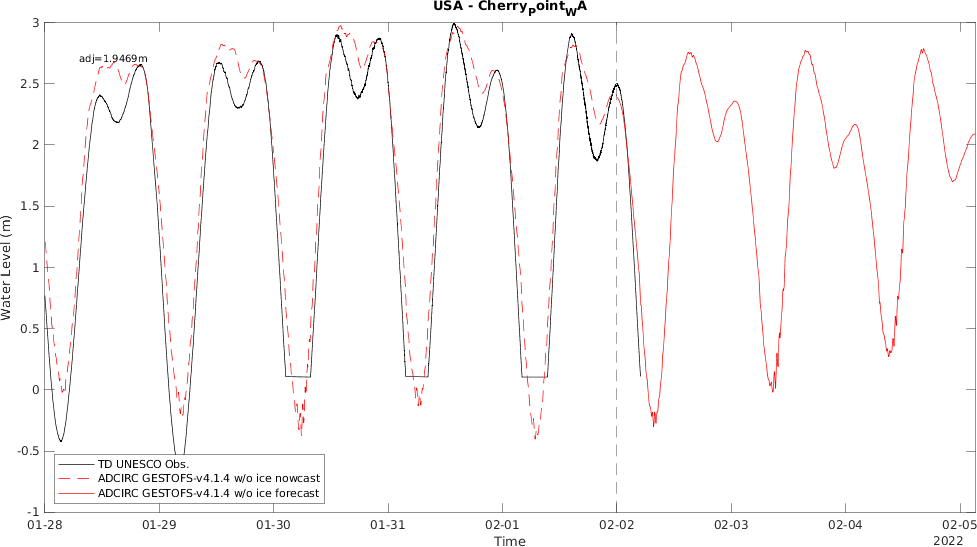 USA - Cherry_Point_WA
adj=1.9469m
3
2.5
2
1.5
1
0.5
0
-0.5
-1
Water Level (m)
TD UNESCO Obs.
ADCIRC GESTOFS-v4.1.4 w/o ice nowcast
ADCIRC GESTOFS-v4.1.4 w/o ice forecast
01-28 01-29 01-30 01-31 02-01 02-02 02-03 02-04 02-05
Time
2022